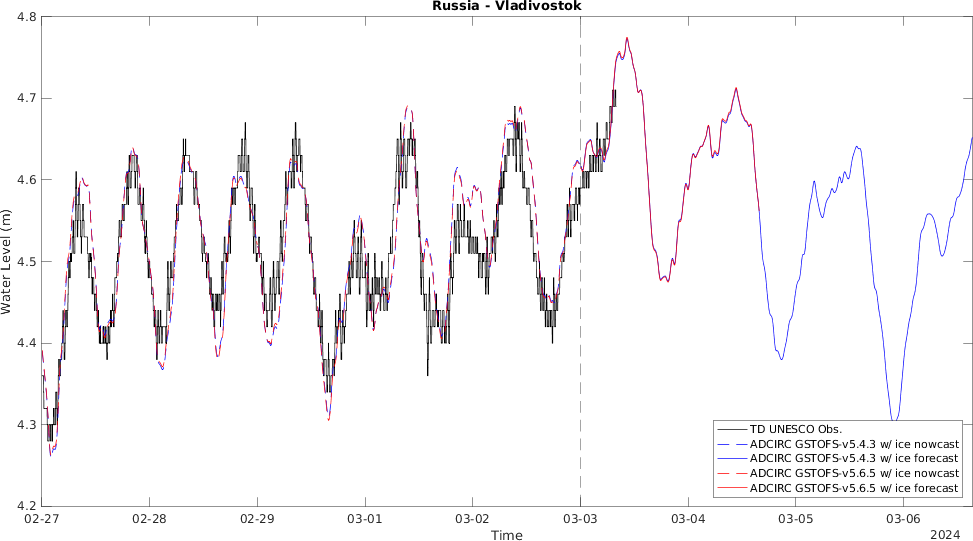 Russia - Vladivostok
4.8
4.7
4.6
4.5
4.4
4.3
4.2
Water Level (m)
TD UNESCO Obs.
ADCIRC GSTOFS-v5.4.3 w/ ice nowcast
ADCIRC GSTOFS-v5.4.3 w/ ice forecast
ADCIRC GSTOFS-v5.6.5 w/ ice nowcast
ADCIRC GSTOFS-v5.6.5 w/ ice forecast
02-27 02-28 02-29 03-01 03-02 03-03 03-04 03-05 03-06
Time
2024